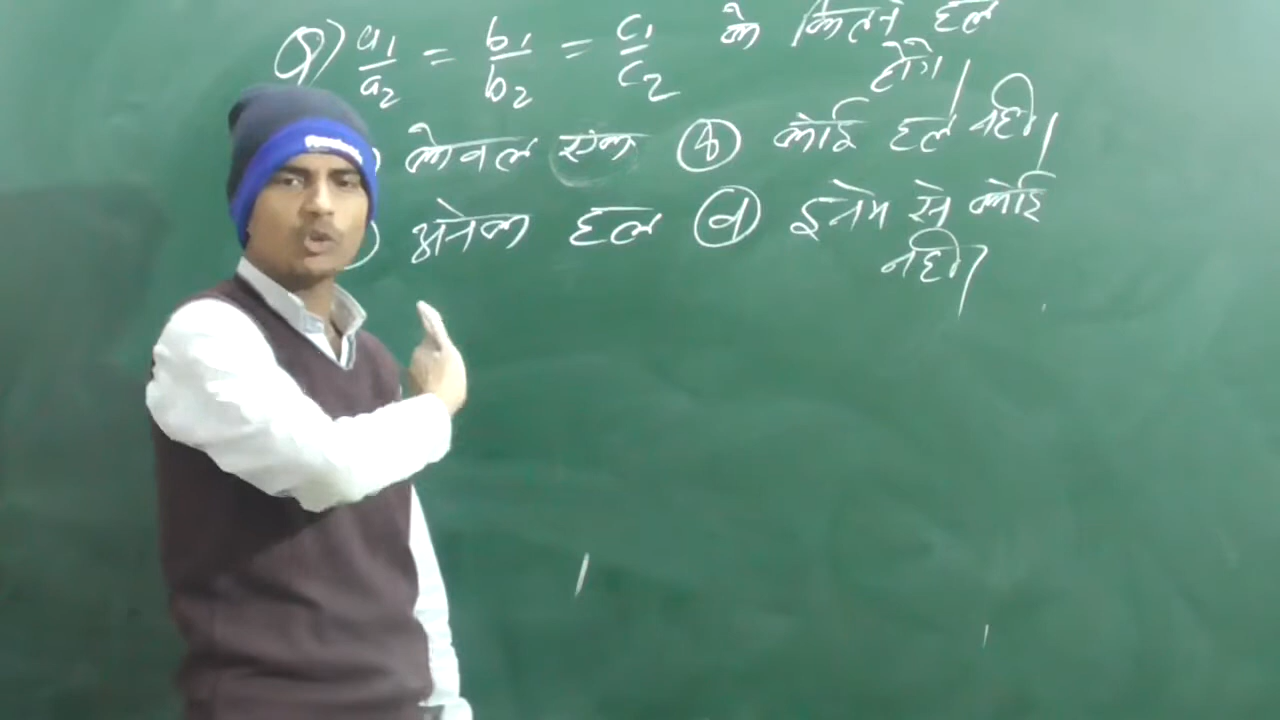 Q) a₁/a₂ = b₁/b₂ = c₁/c₂ के कितने हल
होंगे।
) केवल एक (b) कोई हल नहीं।
) अनेक हल (d) इनमे से कोई
नहीं।